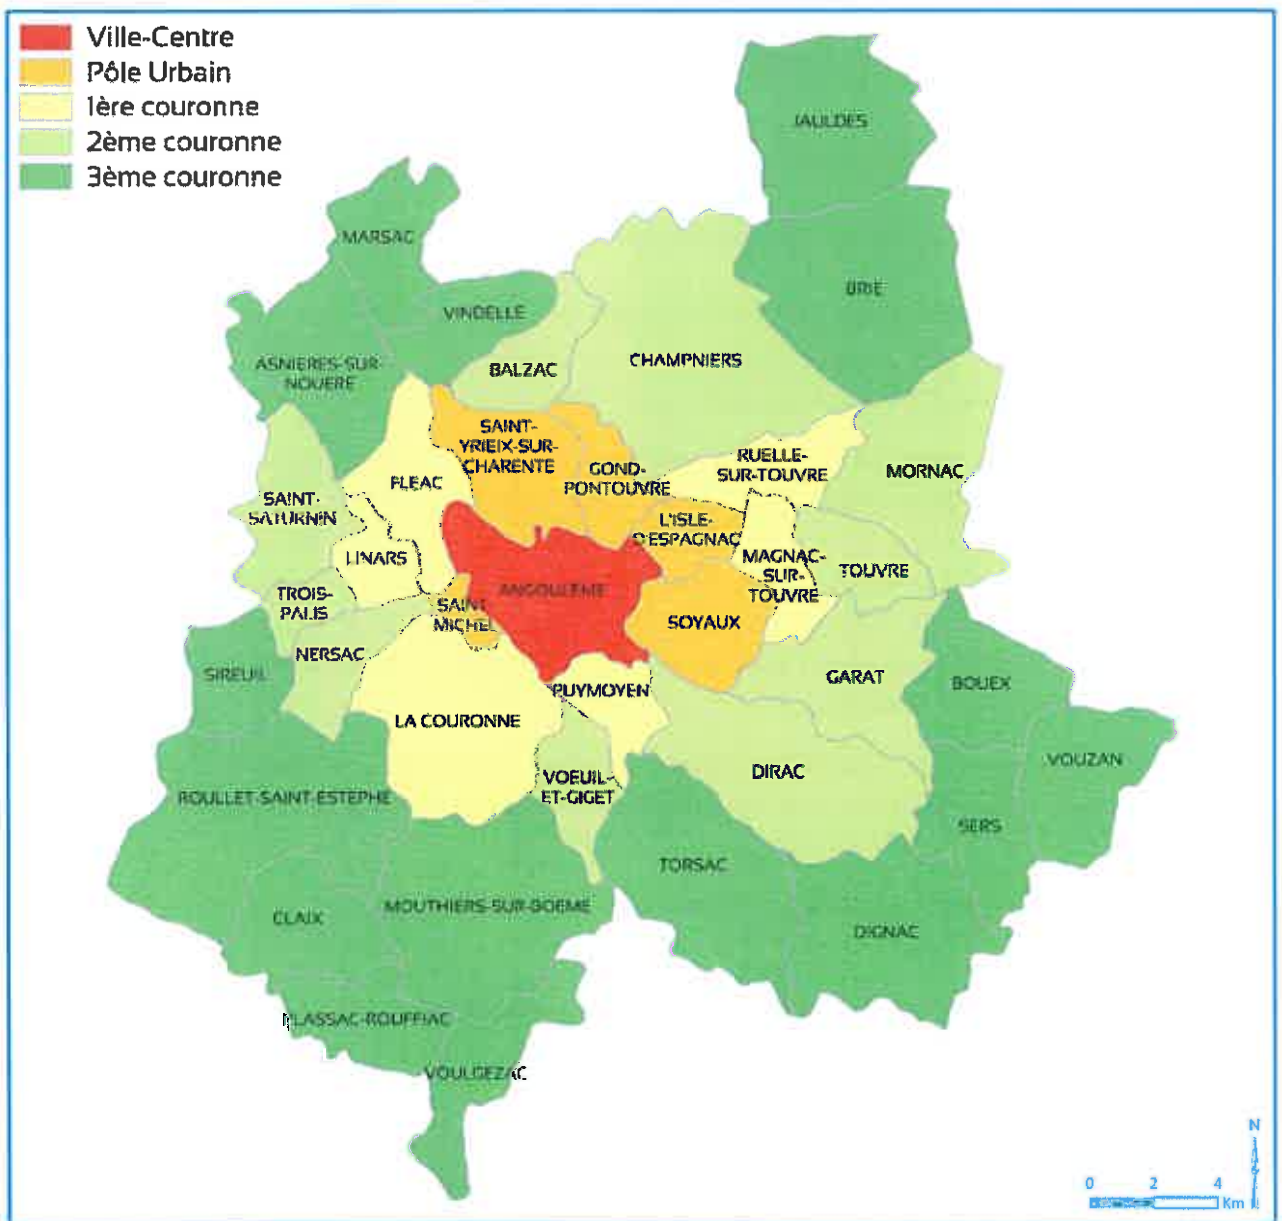 Ville-Centre
Pôle Urbain
1ère couronne
2ème couronne
3ème couronne
JAULDES
MARSAC
BRIE
VINDELLE
ASNIERES-SUR-
NOUERE
BALZAC
CHAMPNIERS
SAINT-
YRIEIX-SUR-
CHARENTE
GOND-
PONTOUVRE
RUELLE-
SUR-TOUVRE
MORNAC
FLEAC
SAINT-
SATURNIN
L'ISLE-
D'ESPAGNAC
LINARS
MAGNAC-
SUR-
TOUVRE
TOUVRE
ANGOULEME
TROIS-
PALIS
SAINT
MICHEL
SOYAUX
NERSAC
SIREUIL
GARAT
BOUEX
PUYMOYEN
LA COURONNE
VOUZAN
DIRAC
VOEUIL-
ET-GIGET
ROULLET-SAINT-ESTEPHE
SERS
TORSAC
MOUTHIERS-SUR-BOEME
CLAIX
DIGNAC
PLASSAC-ROUFFIAC
VOULGEZAC
N
0 2 4
Km